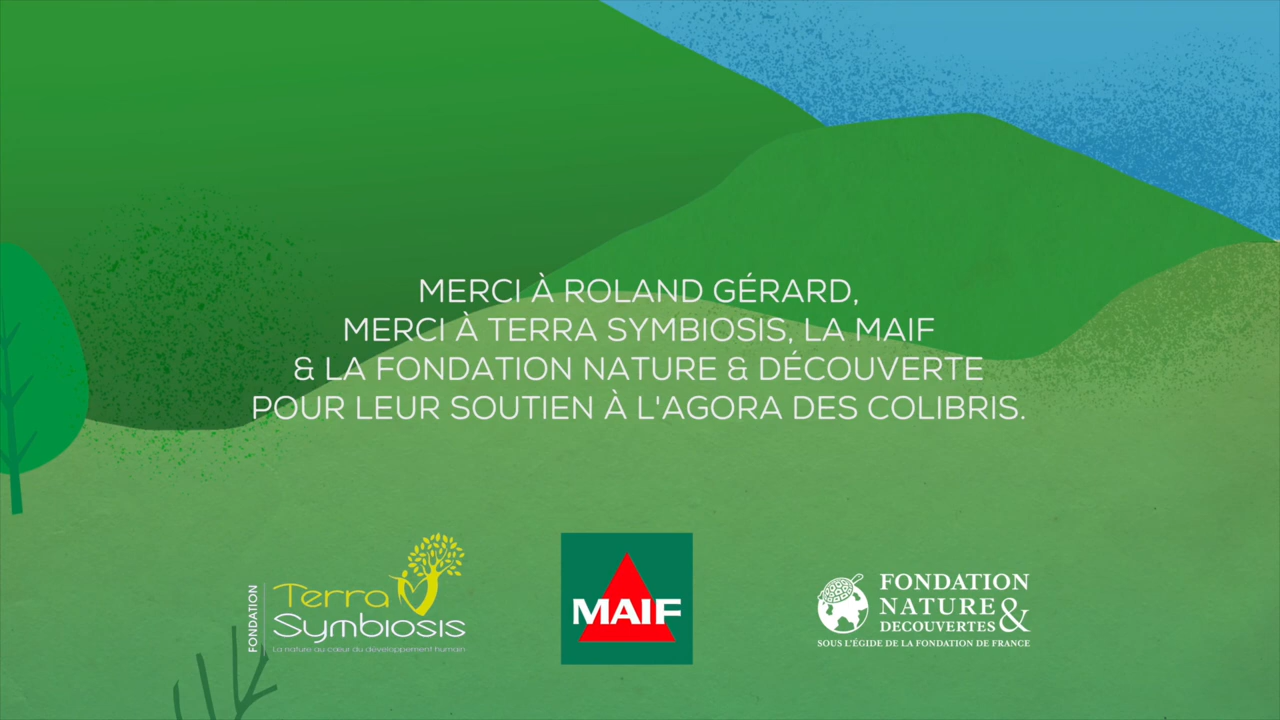 MERCI À ROLAND GÉRARD,
MERCI À TERRA SYMBIOSIS, LA MAIF
& LA FONDATION NATURE & DÉCOUVERTE
POUR LEUR SOUTIEN À L'AGORA DES COLIBRIS.
FONDATION
Terra
Symbiosis
La nature au cœur du développement humain
MAIF
FONDATION
NATURE &
DECOUVERTES
SOUS L'ÉGIDE DE LA FONDATION DE FRANCE